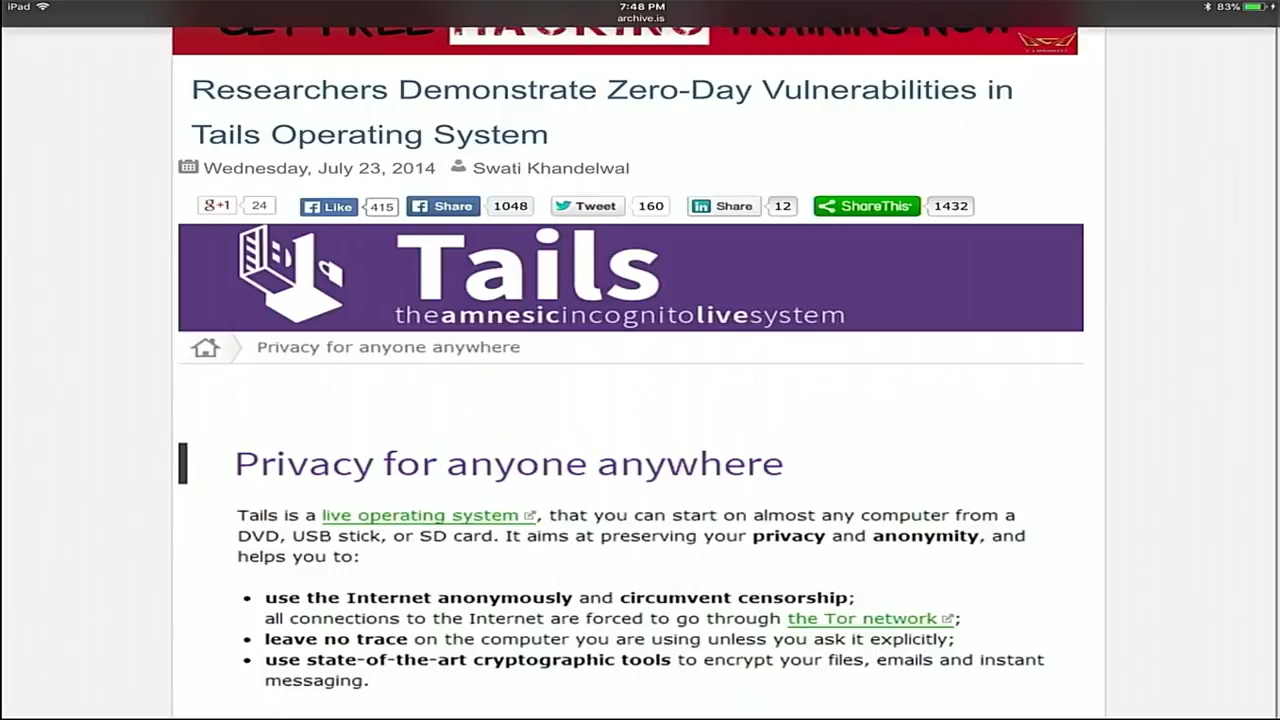 iPad
7:48 PM
83%
archive.is
Researchers Demonstrate Zero-Day Vulnerabilities in
Tails Operating System
Wednesday, July 23, 2014 Swati Khandelwal
g+1 24 Like 415 Share 1048 Tweet 160 in Share 12 ShareThis 1432
Tails
theamnesicincognitolivesystem
Privacy for anyone anywhere
Privacy for anyone anywhere
Tails is a live operating system, that you can start on almost any computer from a
DVD, USB stick, or SD card. It aims at preserving your privacy and anonymity, and
helps you to:
• use the Internet anonymously and circumvent censorship;
all connections to the Internet are forced to go through the Tor network;
• leave no trace on the computer you are using unless you ask it explicitly;
• use state-of-the-art cryptographic tools to encrypt your files, emails and instant
messaging.